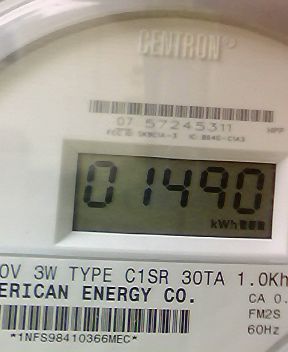 CENTRON®
07 57245311
01490
kWh
0V 3W TYPE C1SR 30TA 1.0Kh
ERICAN ENERGY CO.
CA 0.
FM2S
60Hz
*1NFS98410366MEC*